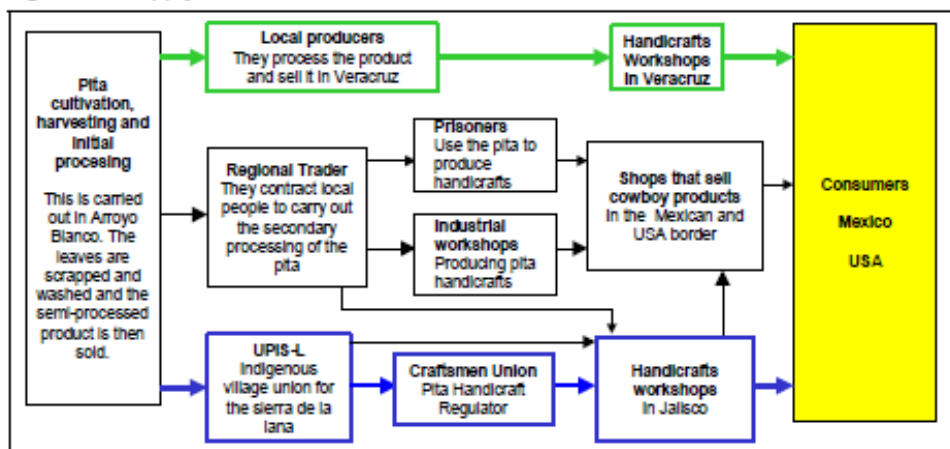 Pita
cultivation,
harvesting and
initial
procesing
This is carried
out in Arroyo
Blanco. The
leaves are
scrapped and
washed and the
semi-processed
product is then
sold.
Local producers
They process the product
and sell it in Veracruz
Handicrafts
Workshops
in Veracruz
Regional Trader
They contract local
people to carry out
the secondary
processing of the
pita
Prisoners
Use the pita to
produce
handicrafts
Industrial
workshops
Producing pita
handicrafts
Shops that sell
cowboy products
in the Mexican and
USA border
UPIS-L
Indigenous
village union for
the sierra de la
lana
Craftsmen Union
Pita Handicraft
Regulator
Handicrafts
workshops
in Jalisco
Consumers
Mexico
USA